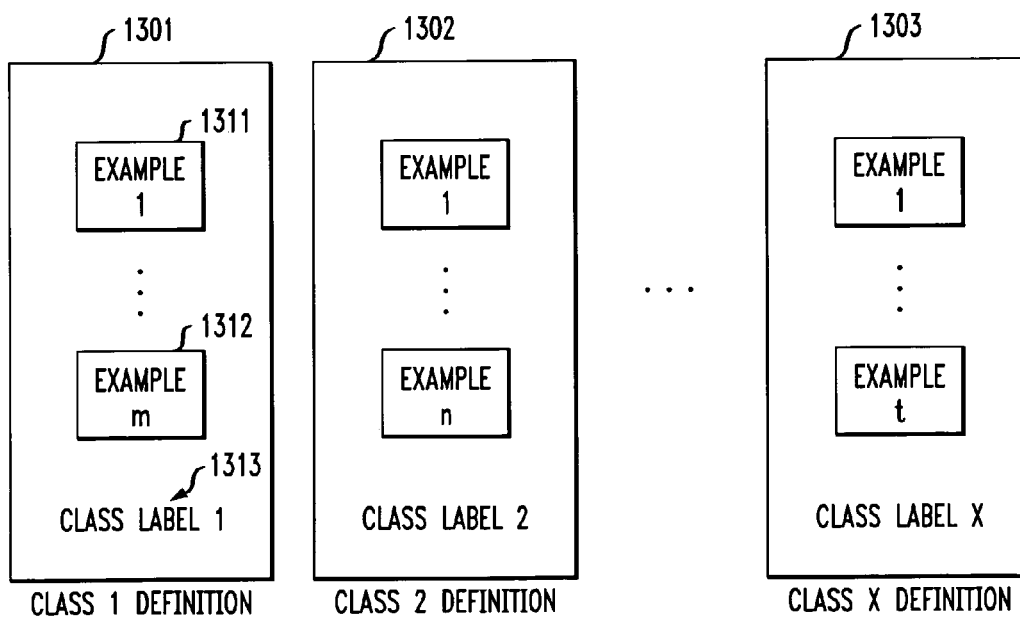 1301
1302
1303
1311
EXAMPLE
1
EXAMPLE
1
EXAMPLE
1
. . .
1312
EXAMPLE
m
EXAMPLE
n
EXAMPLE
t
1313
CLASS LABEL 1
CLASS LABEL 2
CLASS LABEL X
CLASS 1 DEFINITION
CLASS 2 DEFINITION
CLASS X DEFINITION